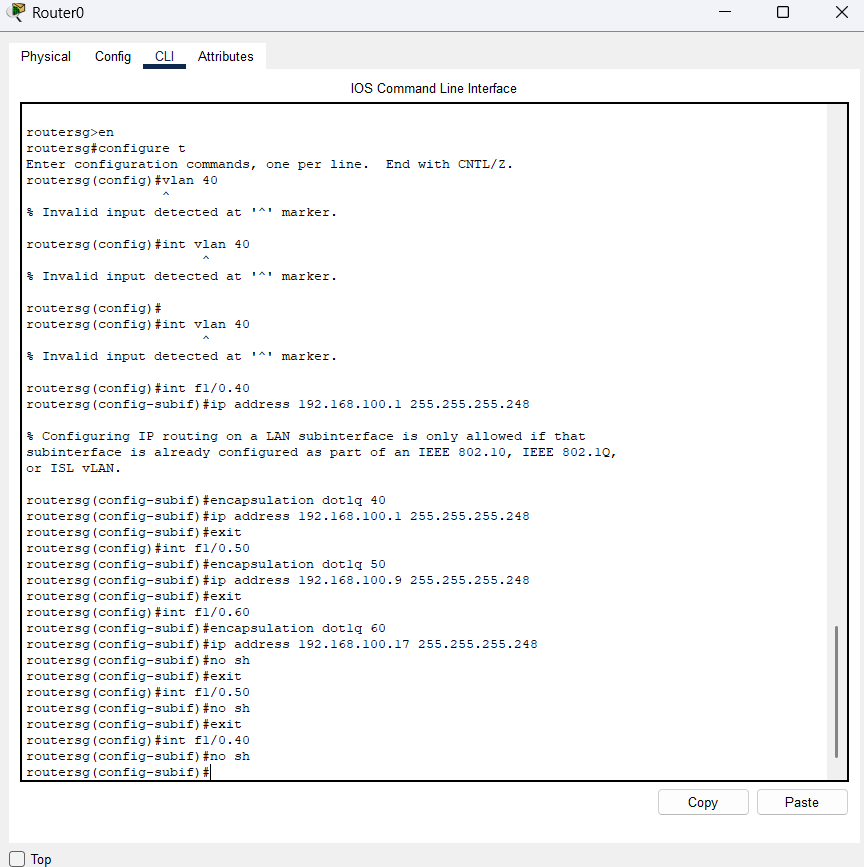 Router0
Physical Config CLI Attributes
IOS Command Line Interface
routersg>en
routersg#configure t
Enter configuration commands, one per line.  End with CNTL/Z.
routersg(config)#vlan 40
^
% Invalid input detected at '^' marker.
routersg(config)#int vlan 40
^
% Invalid input detected at '^' marker.
routersg(config)#
routersg(config)#int vlan 40
^
% Invalid input detected at '^' marker.
routersg(config)#int f1/0.40
routersg(config-subif)#ip address 192.168.100.1 255.255.255.248
% Configuring IP routing on a LAN subinterface is only allowed if that
subinterface is already configured as part of an IEEE 802.10, IEEE 802.1Q,
or ISL vLAN.
routersg(config-subif)#encapsulation dot1q 40
routersg(config-subif)#ip address 192.168.100.1 255.255.255.248
routersg(config-subif)#exit
routersg(config)#int f1/0.50
routersg(config-subif)#encapsulation dot1q 50
routersg(config-subif)#ip address 192.168.100.9 255.255.255.248
routersg(config-subif)#exit
routersg(config)#int f1/0.60
routersg(config-subif)#encapsulation dot1q 60
routersg(config-subif)#ip address 192.168.100.17 255.255.255.248
routersg(config-subif)#no sh
routersg(config-subif)#exit
routersg(config)#int f1/0.50
routersg(config-subif)#no sh
routersg(config-subif)#exit
routersg(config)#int f1/0.40
routersg(config-subif)#no sh
routersg(config-subif)#
Copy Paste
Top